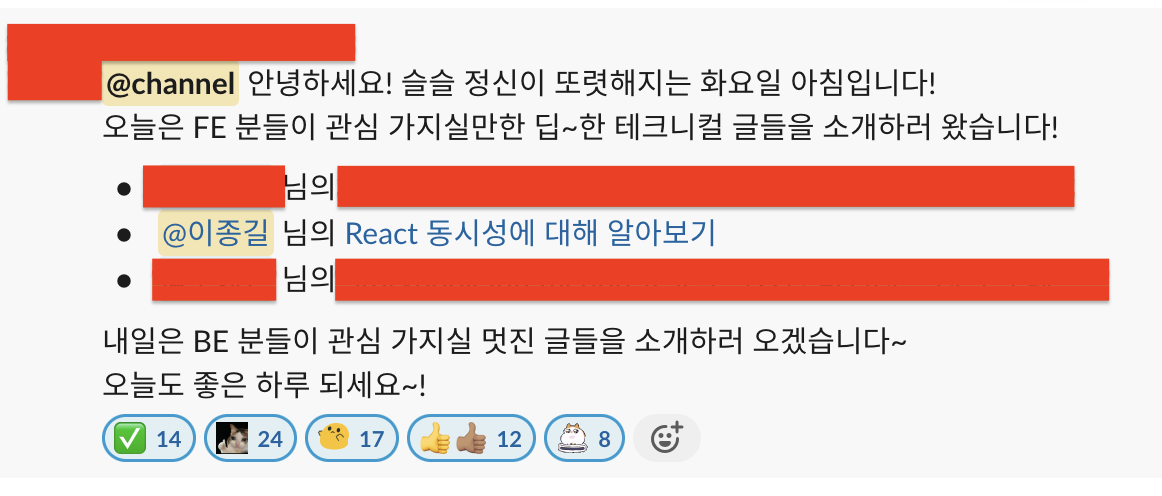 @channel 안녕하세요! 슬슬 정신이 또렷해지는 화요일 아침입니다!
오늘은 FE 분들이 관심 가지실만한 딥~한 테크니컬 글들을 소개하러 왔습니다!
● 님의
● @이종길 님의 React 동시성에 대해 알아보기
● 님의
내일은 BE 분들이 관심 가지실 멋진 글들을 소개하러 오겠습니다~
오늘도 좋은 하루 되세요~!
14 24 17 12 8